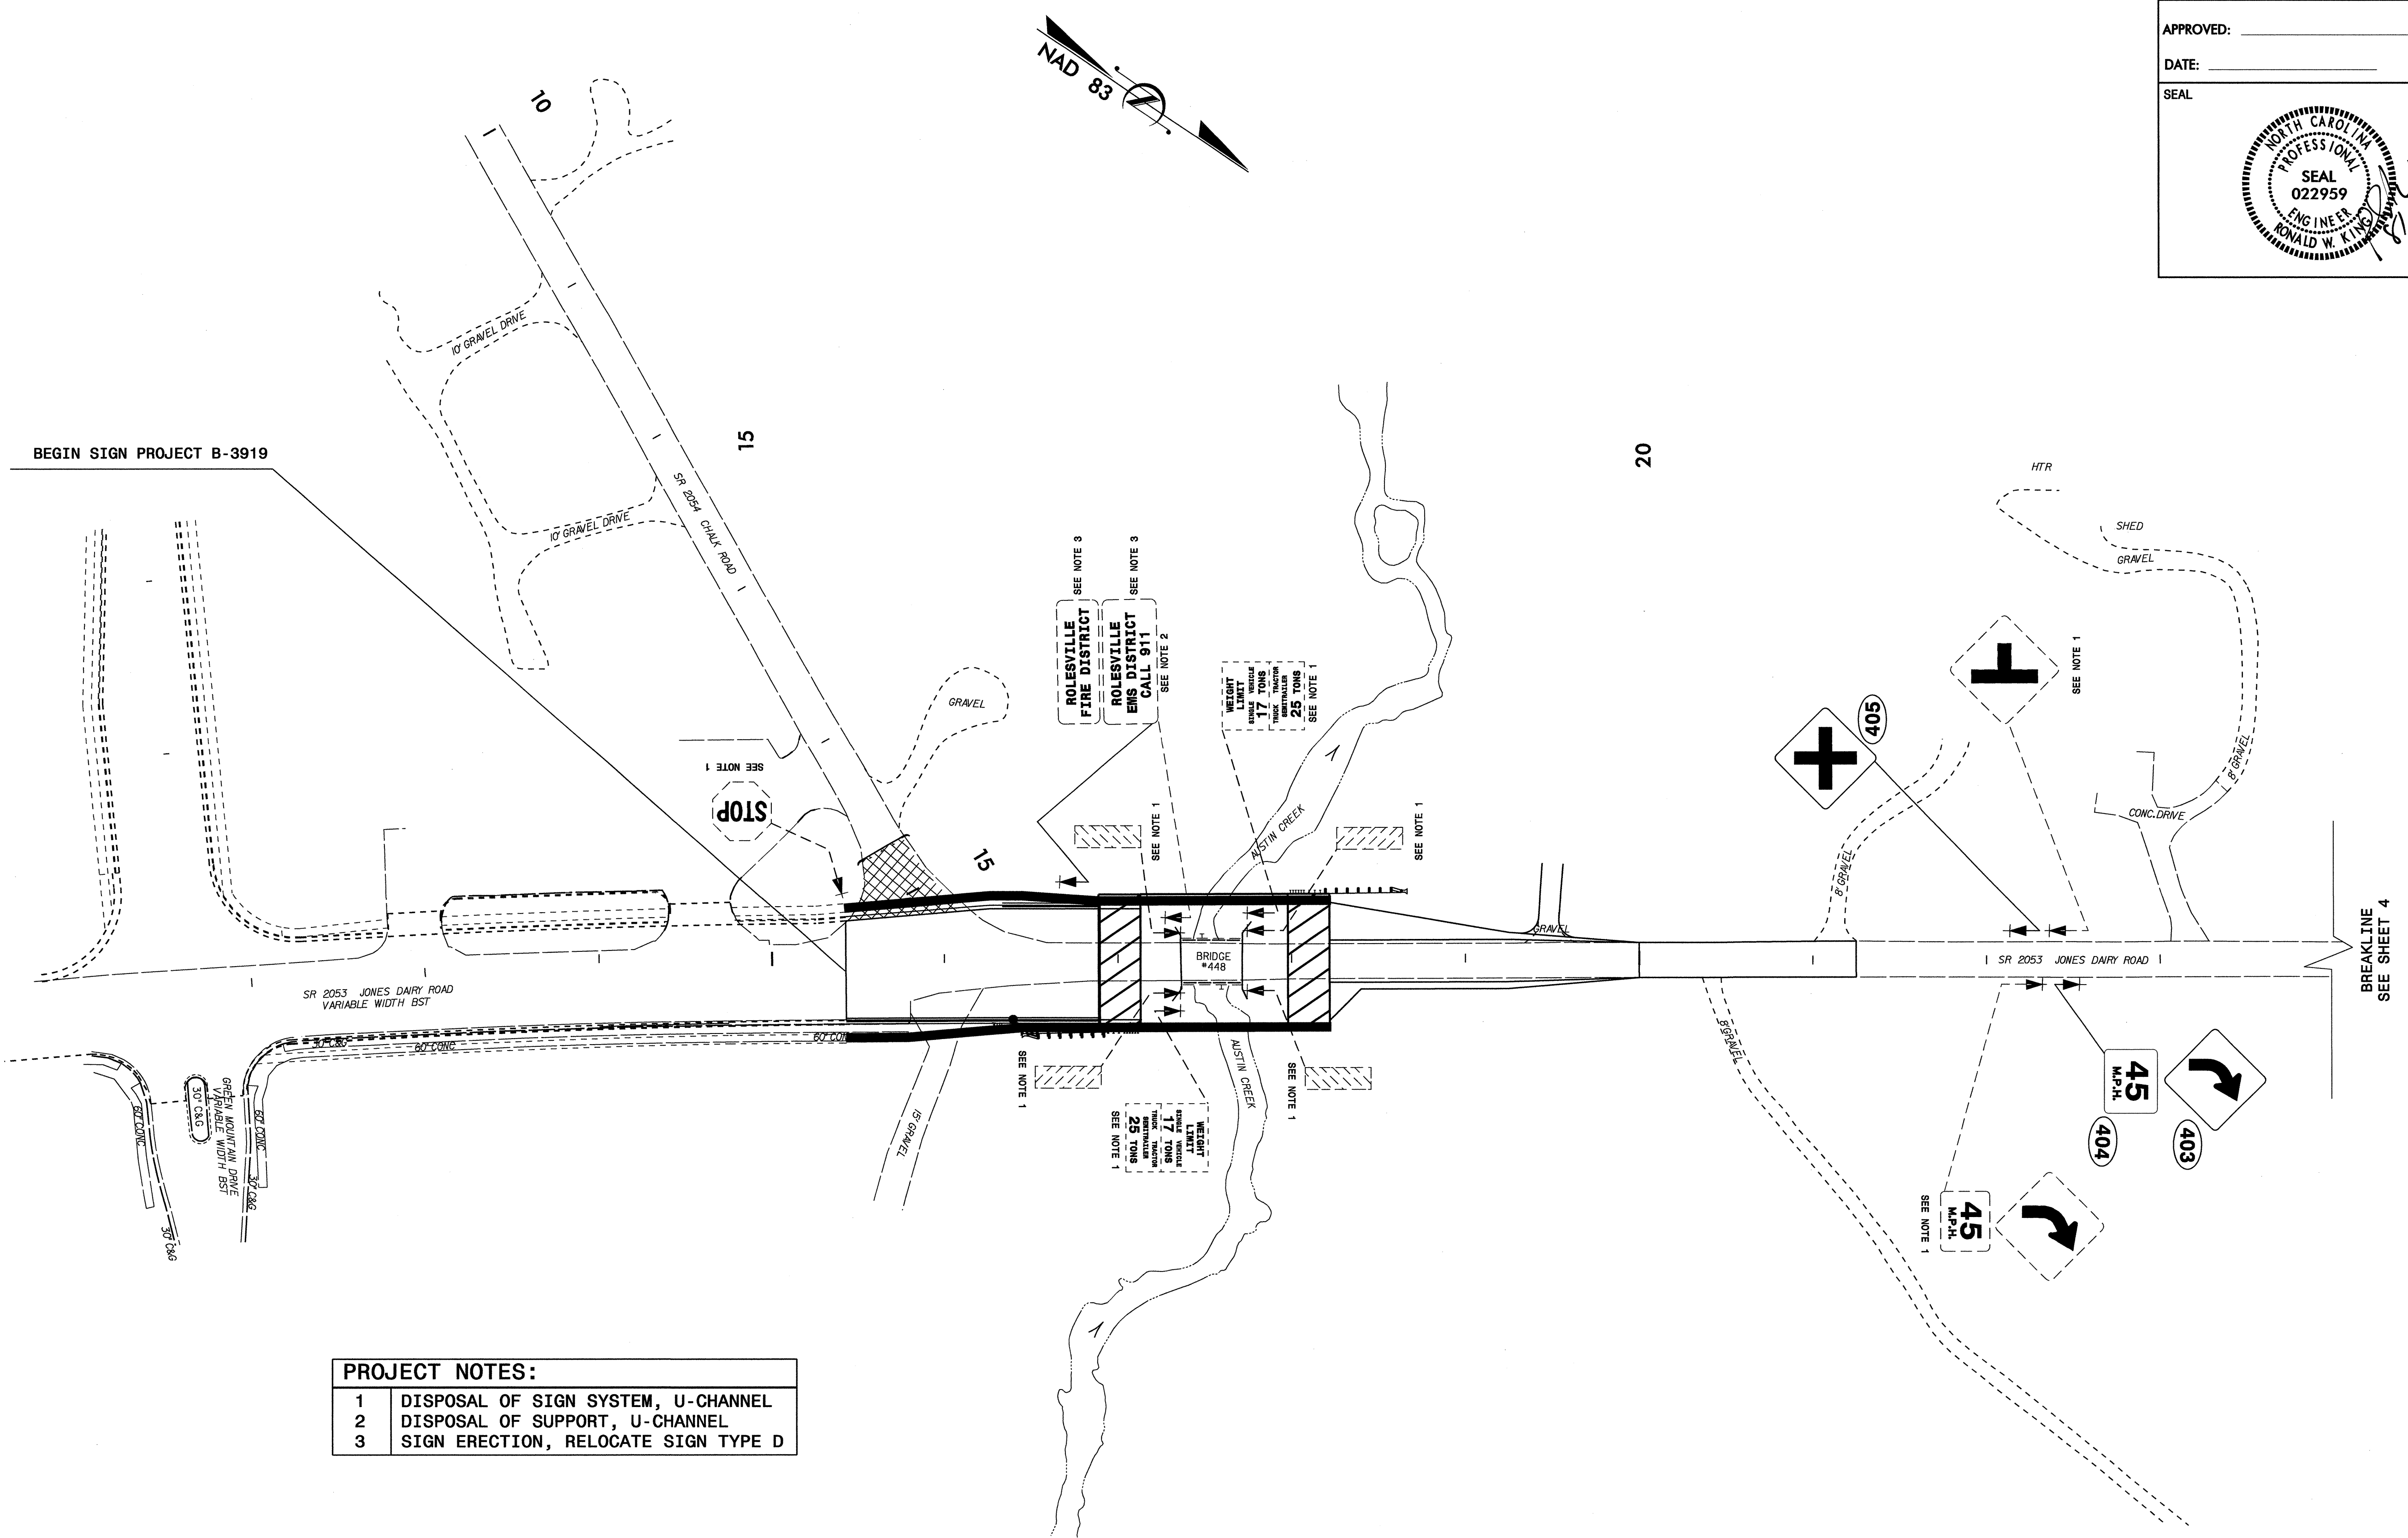 APPROVED:
DATE:
SEAL
NORTH CAROLINA
PROFESSIONAL
SEAL
022959
ENGINEER
RONALD W. KING
NAD 83
10
15
20
BEGIN SIGN PROJECT B-3919
10' GRAVEL DRIVE
10' GRAVEL DRIVE
SR 2054 CHALK ROAD
GRAVEL
SEE NOTE 1
STOP
15
ROLESVILLE
FIRE DISTRICT
SEE NOTE 3
ROLESVILLE
EMS DISTRICT
CALL 911
SEE NOTE 3
SEE NOTE 2
WEIGHT
LIMIT
SINGLE VEHICLE
17 TONS
TRUCK TRACTOR
SEMITRAILER
25 TONS
SEE NOTE 1
SEE NOTE 1
SEE NOTE 1
AUSTIN CREEK
BRIDGE
#448
GRAVEL
8' GRAVEL
405
SEE NOTE 1
HTR
SHED
GRAVEL
8' GRAVEL
CONC. DRIVE
SR 2053 JONES DAIRY ROAD
BREAKLINE
SEE SHEET 4
SR 2053 JONES DAIRY ROAD
VARIABLE WIDTH BST
30" C&G
60" CONC
60" CON
60" CONC
30" C&G
GREEN MOUNTAIN DRIVE
VARIABLE WIDTH BST
60" CONC
30" C&G
30" C&G
15' GRAVEL
SEE NOTE 1
SEE NOTE 1
WEIGHT
LIMIT
SINGLE VEHICLE
17 TONS
TRUCK TRACTOR
SEMITRAILER
25 TONS
SEE NOTE 1
AUSTIN CREEK
8' GRAVEL
45
M.P.H.
404
403
45
M.P.H.
SEE NOTE 1
PROJECT NOTES:
1 DISPOSAL OF SIGN SYSTEM, U-CHANNEL
2 DISPOSAL OF SUPPORT, U-CHANNEL
3 SIGN ERECTION, RELOCATE SIGN TYPE D